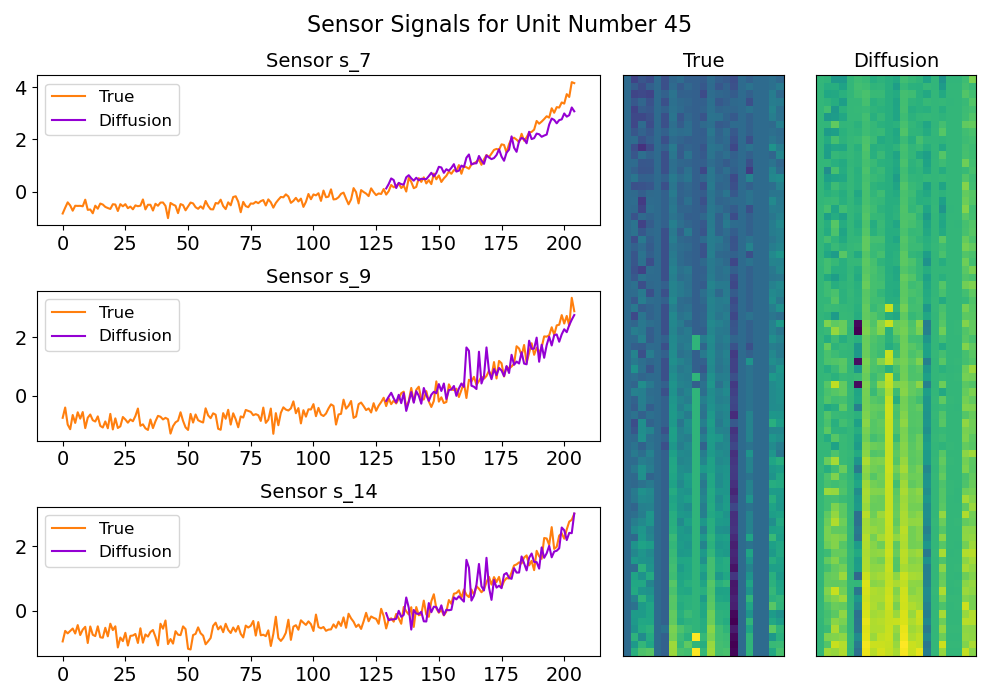 Sensor Signals for Unit Number 45
Sensor s_7
True
Diffusion
4
2
0
0 25 50 75 100 125 150 175 200
Sensor s_9
True
Diffusion
2
0
0 25 50 75 100 125 150 175 200
Sensor s_14
True
Diffusion
2
0
0 25 50 75 100 125 150 175 200
True
Diffusion